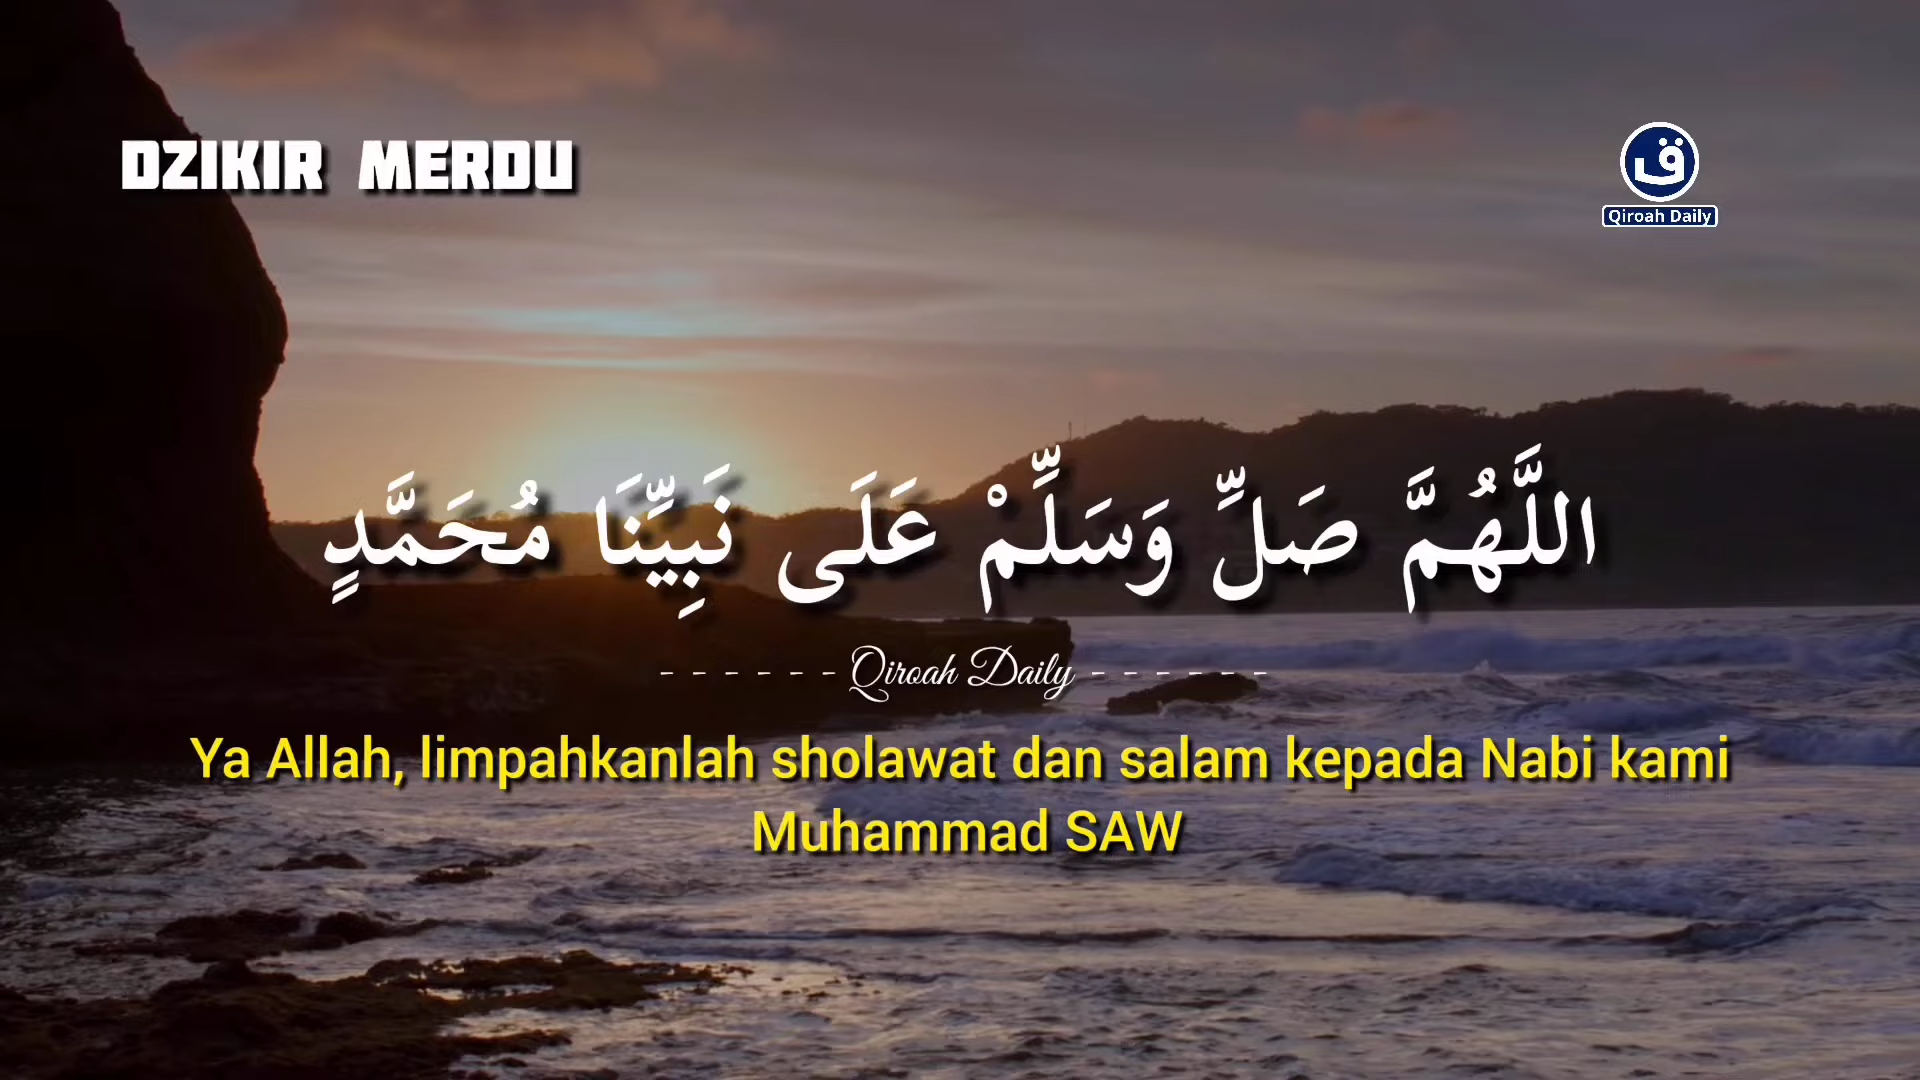 DZIKIR MERDU
ق
Qiroah Daily
اللَّهُمَّ صَلِّ وَسَلِّمْ عَلَى نَبِيِّنَا مُحَمَّدٍ
------ Qiroah Daily ------
Ya Allah, limpahkanlah sholawat dan salam kepada Nabi kami
Muhammad SAW